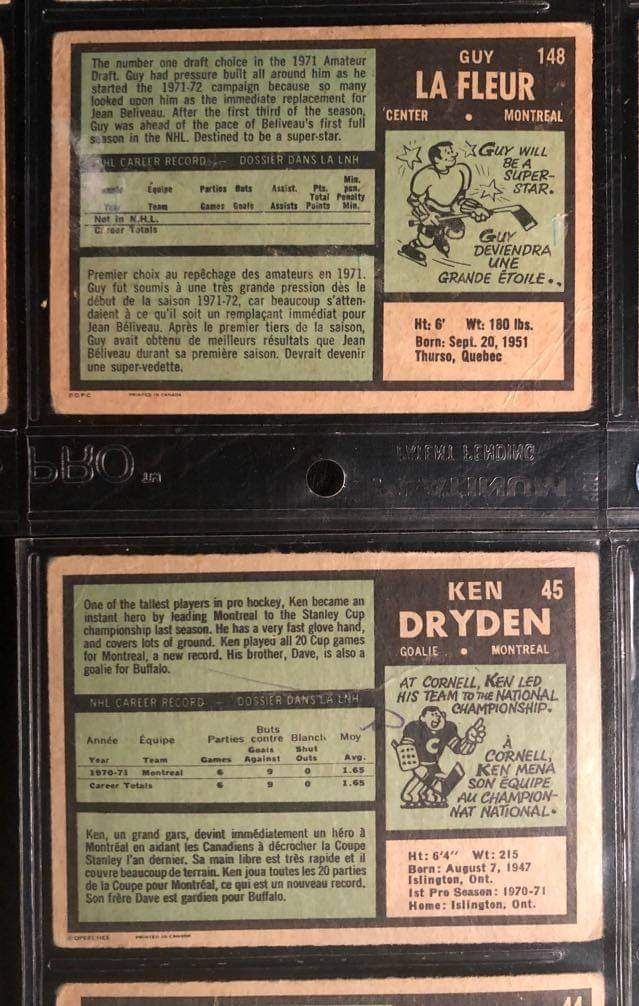 GUY 148
LA FLEUR
CENTER • MONTREAL
The number one draft choice in the 1971 Amateur
Draft. Guy had pressure built all around him as he
started the 1971-72 campaign because so many
looked upon him as the immediate replacement for
Jean Beliveau. After the first third of the season,
Guy was ahead of the pace of Beliveau's first full
season in the NHL. Destined to be a super-star.
NHL CAREER RECORD — DOSSIER DANS LA LNH
Équipe Parties Buts Assist. Pts. Min. pun.
Year Team Games Goals Assists Total Points Penalty Min.
Not in N.H.L.
Career Totals
Premier choix au repêchage des amateurs en 1971.
Guy fut soumis à une très grande pression dès le
début de la saison 1971-72, car beaucoup s'atten-
daient à ce qu'il soit un remplaçant immédiat pour
Jean Béliveau. Après le premier tiers de la saison,
Guy avait obtenu de meilleurs résultats que Jean
Béliveau durant sa première saison. Devrait devenir
une super-vedette.
GUY WILL
BE A
SUPER-
STAR.
GUY
DEVIENDRA
UNE
GRANDE ÉTOILE..
Ht: 6' Wt: 180 lbs.
Born: Sept. 20, 1951
Thurso, Quebec
O.P.C. PRINTED IN CANADA
PRO TM
KEN 45
DRYDEN
GOALIE • MONTREAL
One of the tallest players in pro hockey, Ken became an
instant hero by leading Montreal to the Stanley Cup
championship last season. He has a very fast glove hand,
and covers lots of ground. Ken played all 20 Cup games
for Montreal, a new record. His brother, Dave, is also a
goalie for Buffalo.
NHL CAREER RECORD — DOSSIER DANS LA LNH
Année Équipe Parties Buts contre Blanch. Moy
Year Team Games Goals Against Shut Outs Avg.
1970-71 Montreal 6 9 0 1.65
Career Totals 6 9 0 1.65
Ken, un grand gars, devint immédiatement un héro à
Montréal en aidant les Canadiens à décrocher la Coupe
Stanley l'an dernier. Sa main libre est très rapide et il
couvre beaucoup de terrain. Ken joua toutes les 20 parties
de la Coupe pour Montréal, ce qui est un nouveau record.
Son frère Dave est gardien pour Buffalo.
AT CORNELL, KEN LED
HIS TEAM TO THE NATIONAL
CHAMPIONSHIP.
C
À
CORNELL,
KEN MENA
SON ÉQUIPE
AU CHAMPION-
NAT NATIONAL.
Ht: 6'4" Wt: 215
Born: August 7, 1947
Islington, Ont.
1st Pro Season: 1970-71
Home: Islington, Ont.
PRINTED IN CANADA
44